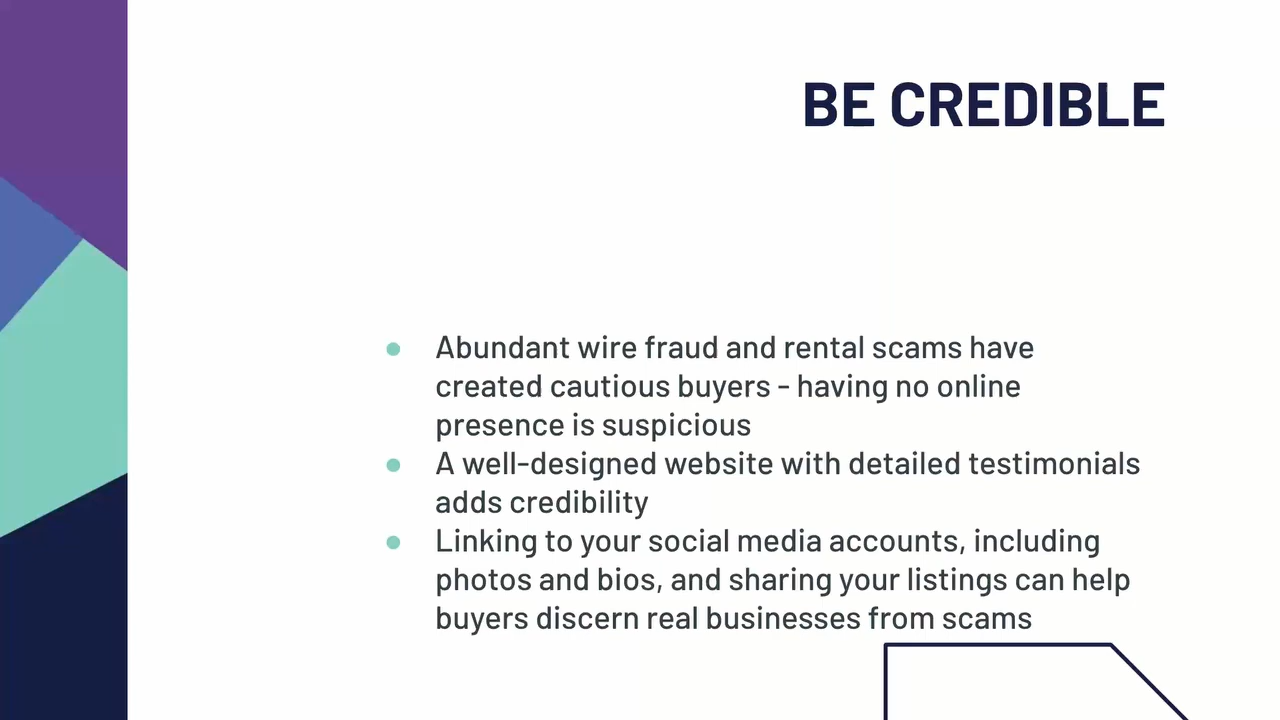 BE CREDIBLE
● Abundant wire fraud and rental scams have
created cautious buyers - having no online
presence is suspicious
● A well-designed website with detailed testimonials
adds credibility
● Linking to your social media accounts, including
photos and bios, and sharing your listings can help
buyers discern real businesses from scams